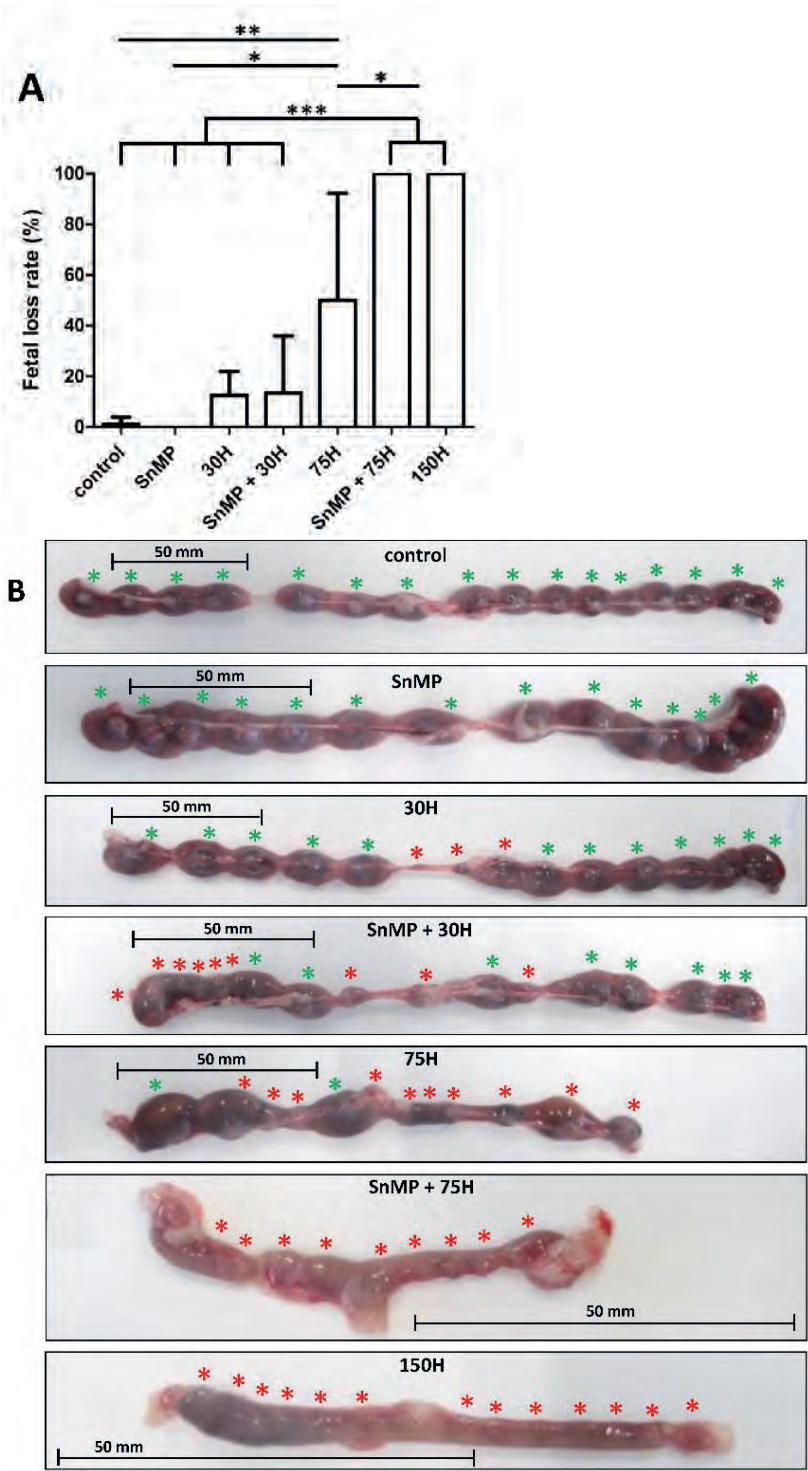 A
**
*
*
***
Fetal loss rate (%)
100
80
60
40
20
0
control
SnMP
30H
SnMP + 30H
75H
SnMP + 75H
150H
B
control
50 mm
SnMP
50 mm
30H
50 mm
SnMP + 30H
50 mm
75H
50 mm
SnMP + 75H
50 mm
150H
50 mm